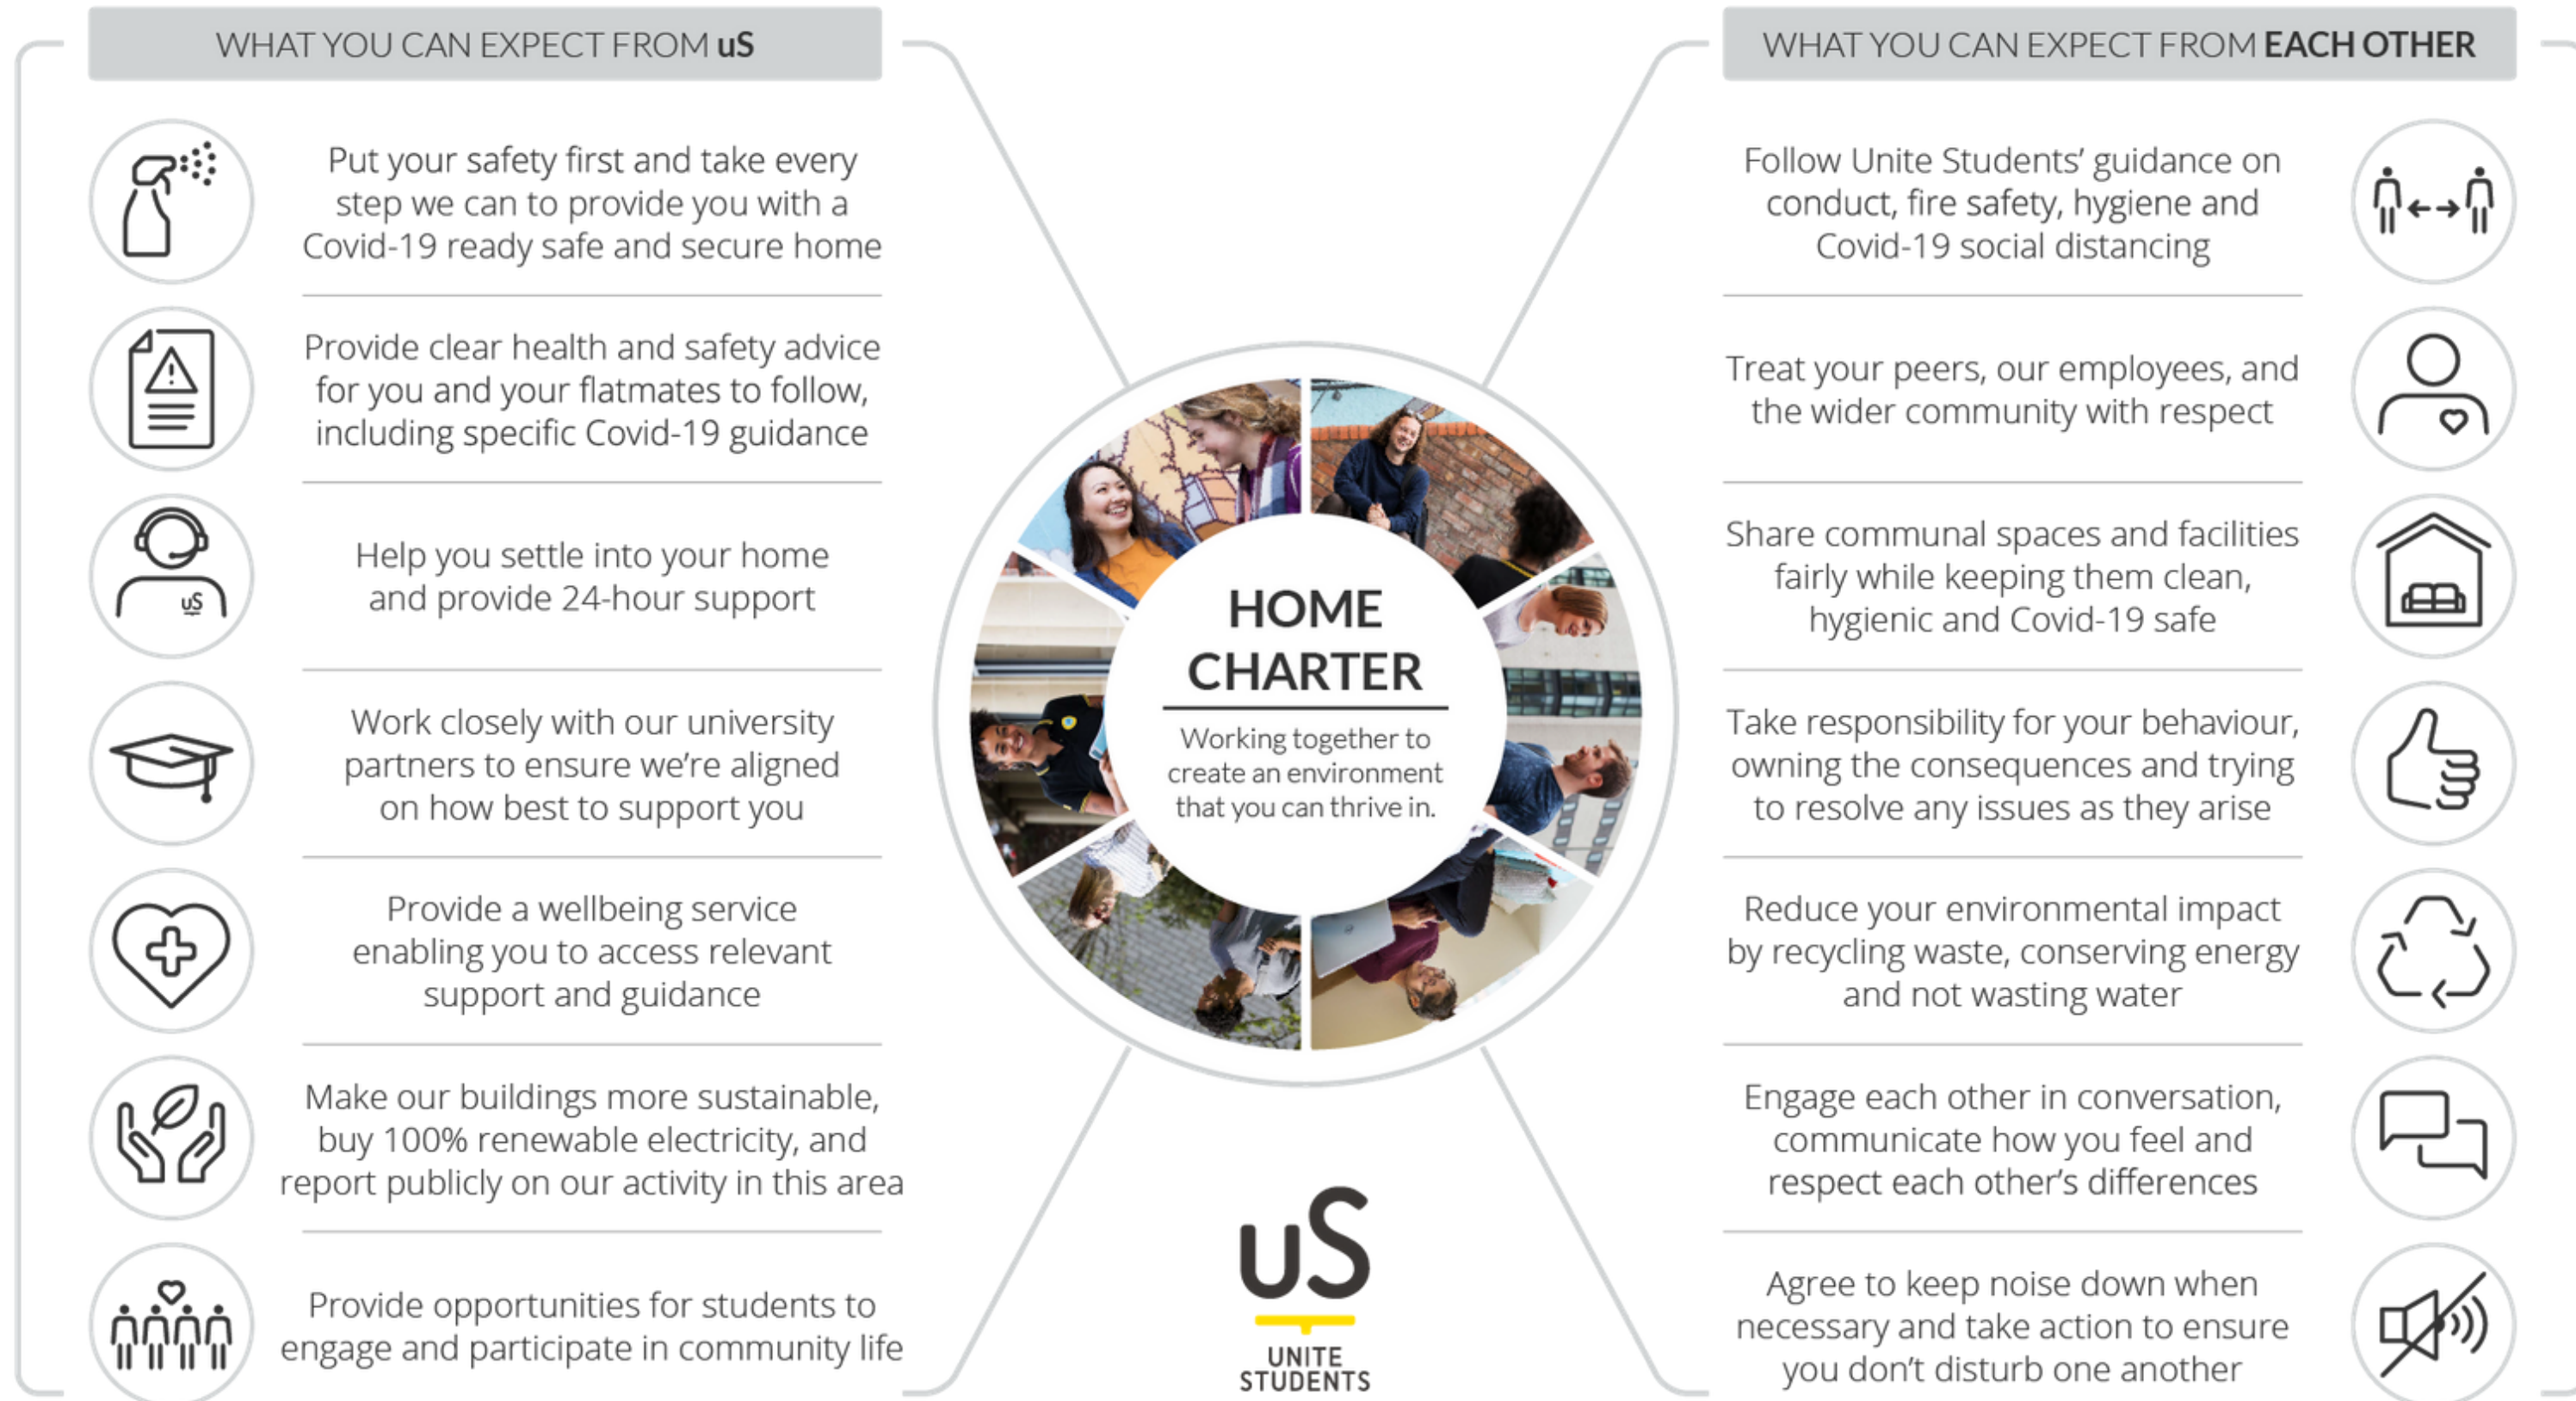 WHAT YOU CAN EXPECT FROM uS
Put your safety first and take every
step we can to provide you with a
Covid-19 ready safe and secure home
Provide clear health and safety advice
for you and your flatmates to follow,
including specific Covid-19 guidance
Help you settle into your home
and provide 24-hour support
uS
Work closely with our university
partners to ensure we're aligned
on how best to support you
Provide a wellbeing service
enabling you to access relevant
support and guidance
Make our buildings more sustainable,
buy 100% renewable electricity, and
report publicly on our activity in this area
Provide opportunities for students to
engage and participate in community life
HOME
CHARTER
Working together to
create an environment
that you can thrive in.
uS
UNITE
STUDENTS
WHAT YOU CAN EXPECT FROM EACH OTHER
Follow Unite Students' guidance on
conduct, fire safety, hygiene and
Covid-19 social distancing
Treat your peers, our employees, and
the wider community with respect
Share communal spaces and facilities
fairly while keeping them clean,
hygienic and Covid-19 safe
Take responsibility for your behaviour,
owning the consequences and trying
to resolve any issues as they arise
Reduce your environmental impact
by recycling waste, conserving energy
and not wasting water
Engage each other in conversation,
communicate how you feel and
respect each other's differences
Agree to keep noise down when
necessary and take action to ensure
you don't disturb one another